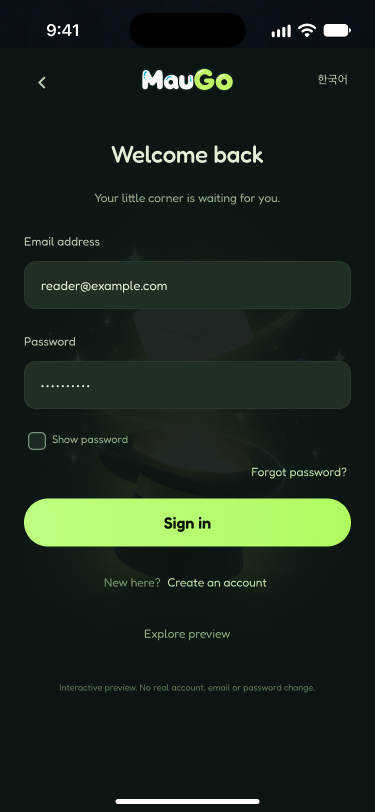 9:41
MauGo
한국어
Welcome back
Your little corner is waiting for you.
Email address
reader@example.com
Password
••••••••••
Show password
Forgot password?
Sign in
New here? Create an account
Explore preview
Interactive preview. No real account, email or password change.